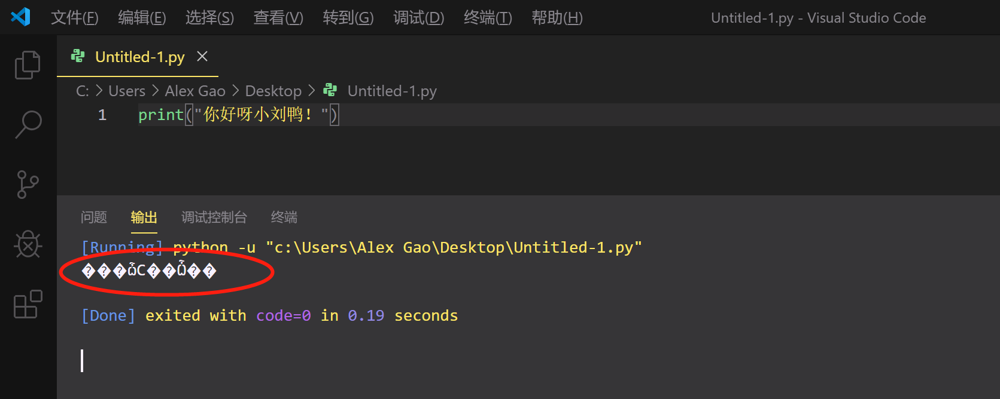 文件(F) 编辑(E) 选择(S) 查看(V) 转到(G) 调试(D) 终端(T) 帮助(H) Untitled-1.py - Visual Studio Code
Untitled-1.py
C: > Users > Alex Gao > Desktop > Untitled-1.py
1 print("你好呀小刘鸭！")
问题 输出 调试控制台 终端
[Running] python -u "c:\Users\Alex Gao\Desktop\Untitled-1.py"
[Done] exited with code=0 in 0.19 seconds